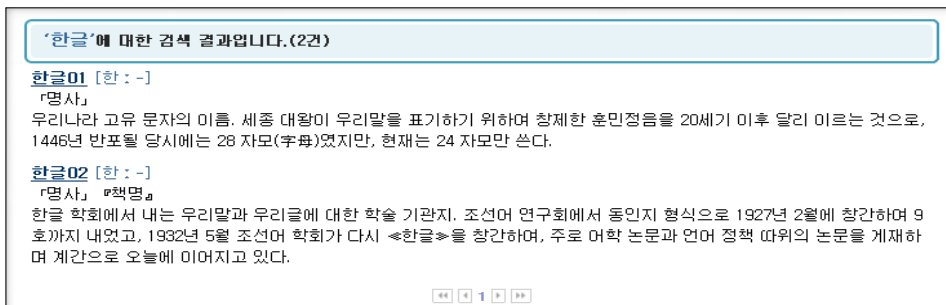 ‘한글’에 대한 검색 결과입니다.(2건)
한글01 [한ː-]
「명사」
우리나라 고유 문자의 이름. 세종 대왕이 우리말을 표기하기 위하여 창제한 훈민정음을 20세기 이후 달리 이르는 것으로,
1446년 반포될 당시에는 28 자모(字母)였지만, 현재는 24 자모만 쓴다.
한글02 [한ː-]
「명사」 『책명』
한글 학회에서 내는 우리말과 우리글에 대한 학술 기관지. 조선어 연구회에서 동인지 형식으로 1927년 2월에 창간하여 9
호까지 내었고, 1932년 5월 조선어 학회가 다시 ≪한글≫을 창간하여, 주로 어학 논문과 언어 정책 따위의 논문을 게재하
며 계간으로 오늘에 이어지고 있다.
1